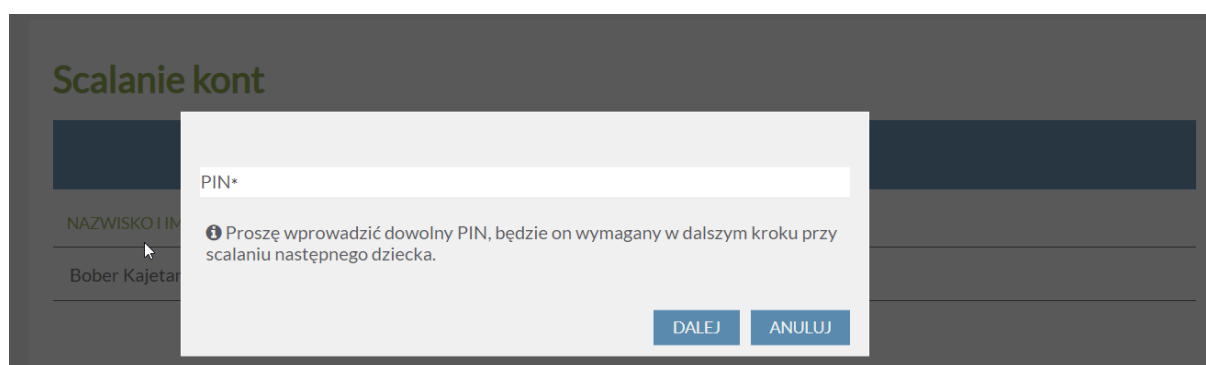 Scalanie kont
PIN*
NAZWISKO I IM
Proszę wprowadzić dowolny PIN, będzie on wymagany w dalszym kroku przy
scalaniu następnego dziecka.
Bober Kajetan
DALEJ ANULUJ